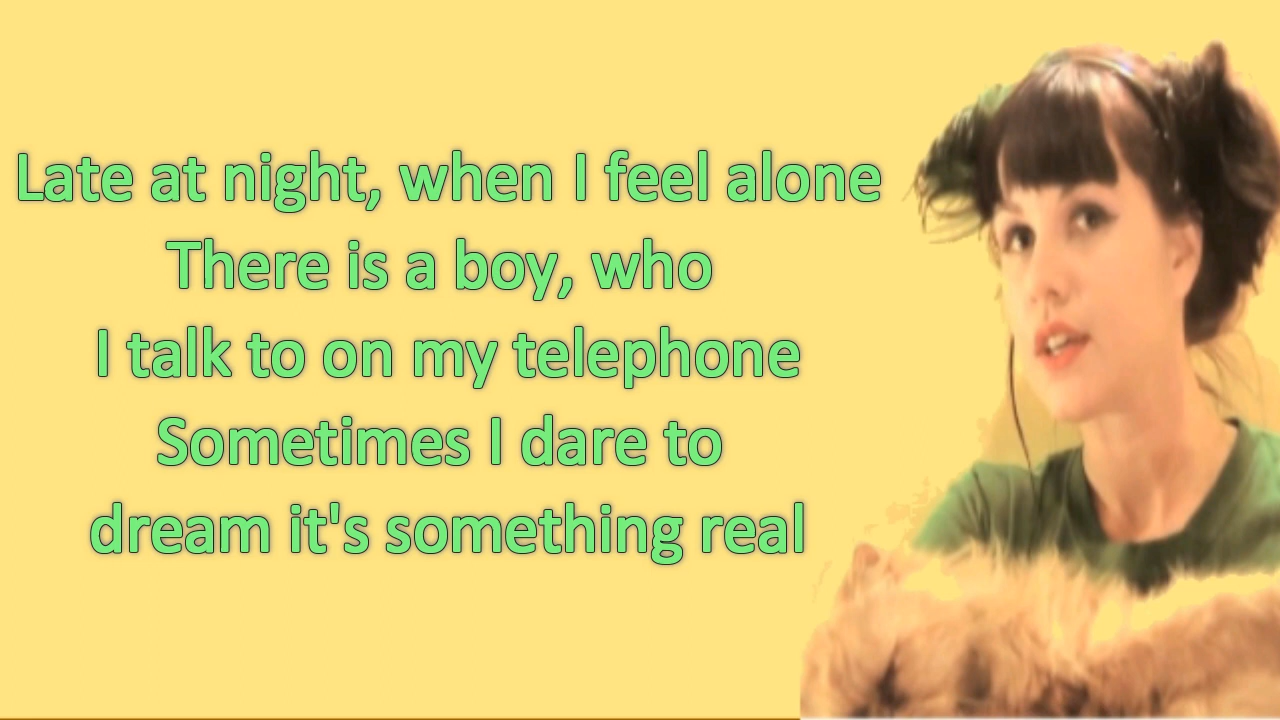 Late at night, when I feel alone
There is a boy, who
I talk to on my telephone
Sometimes I dare to
dream it's something real